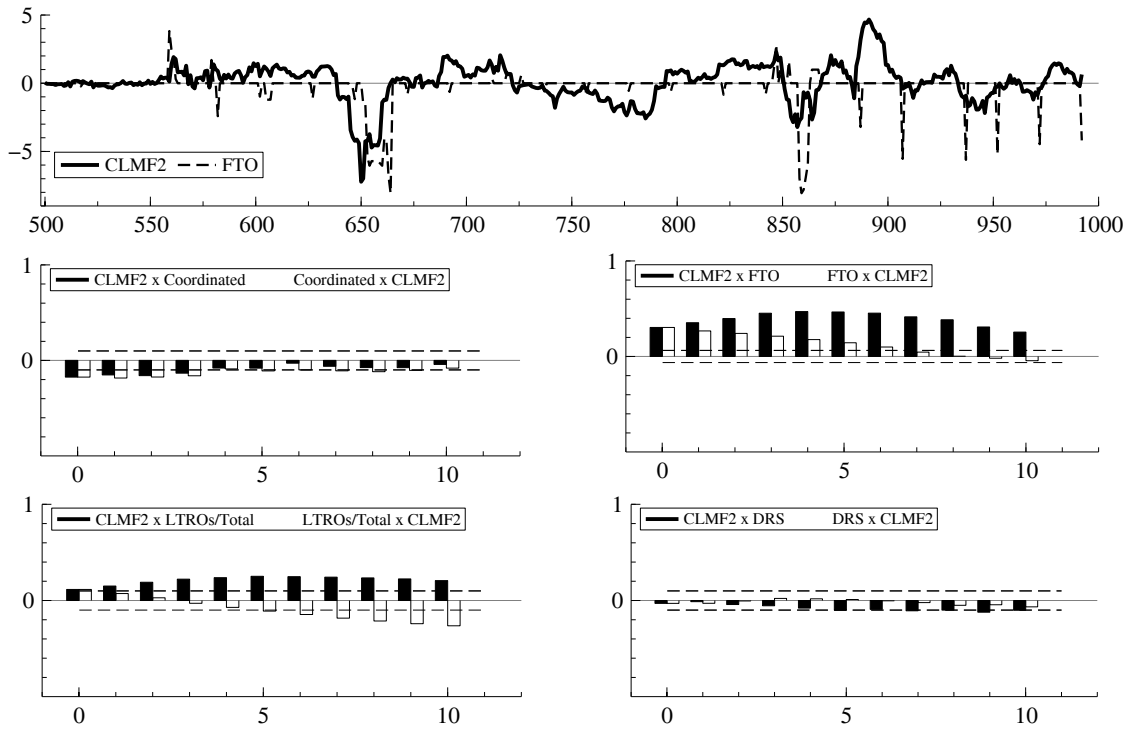 5
0
−5
CLMF2 FTO
500 550 600 650 700 750 800 850 900 950 1000
1
CLMF2 x Coordinated Coordinated x CLMF2
0
0 5 10
1
CLMF2 x FTO FTO x CLMF2
0
0 5 10
1
CLMF2 x LTROs/Total LTROs/Total x CLMF2
0
0 5 10
1
CLMF2 x DRS DRS x CLMF2
0
0 5 10